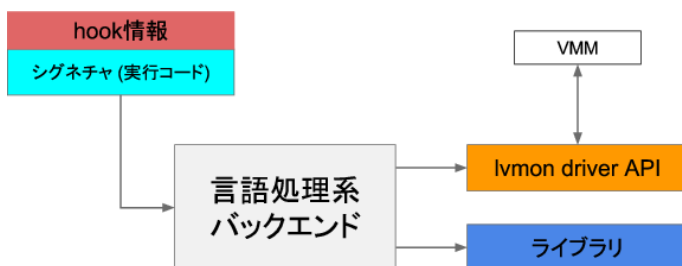 hook情報
シグネチャ (実行コード)
VMM
言語処理系
バックエンド
lvmon driver API
ライブラリ